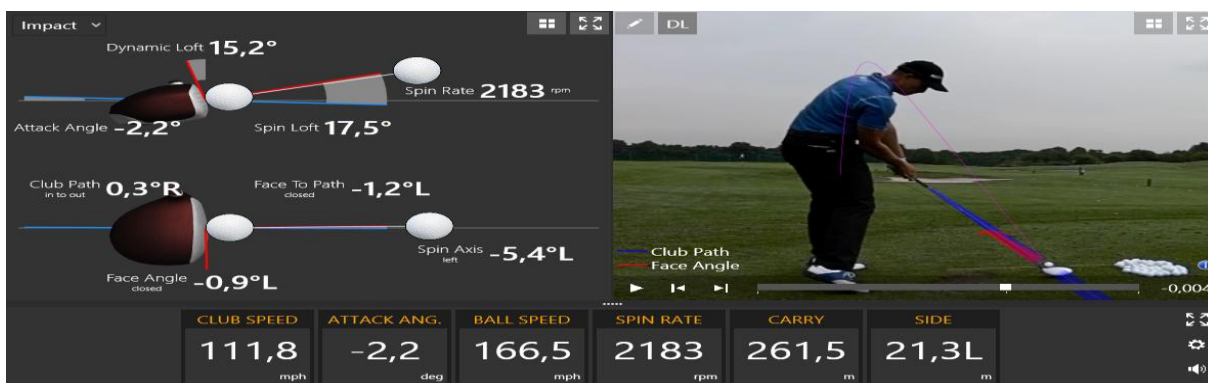 Impact
DL
Dynamic Loft 15,2°
Spin Rate 2183 rpm
Attack Angle -2,2°
Spin Loft 17,5°
Club Path in to out 0,3°R
Face To Path closed -1,2°L
Spin Axis left -5,4°L
Face Angle closed -0,9°L
Club Path
Face Angle
-0,004
CLUB SPEED ATTACK ANG. BALL SPEED SPIN RATE CARRY SIDE
111,8 -2,2 166,5 2183 261,5 21,3L
mph deg mph rpm m m